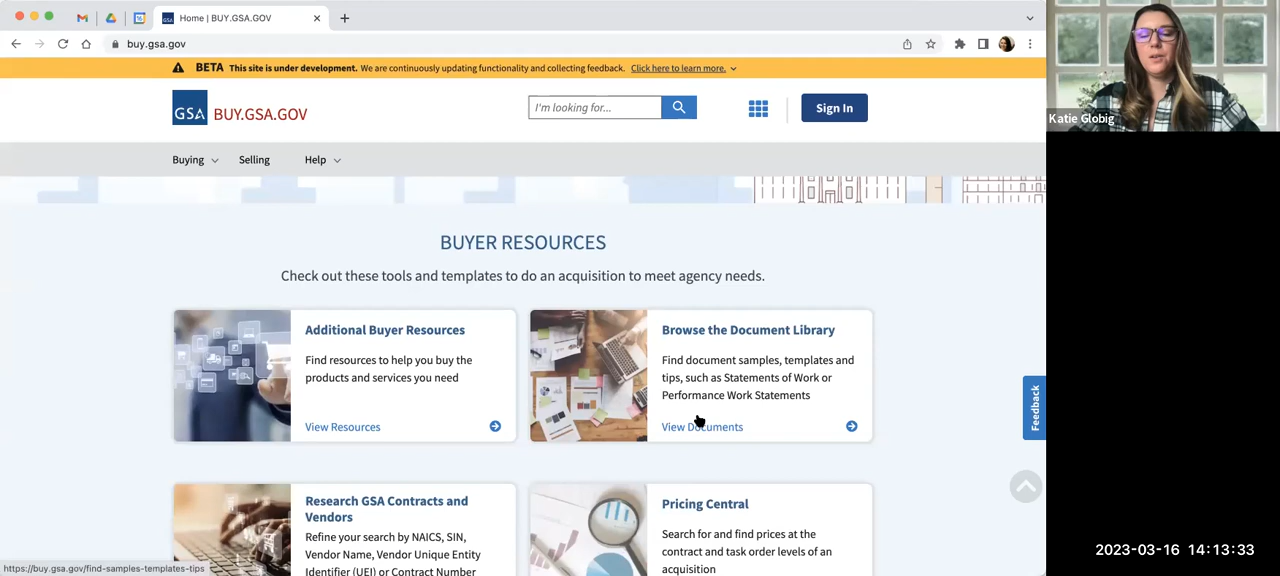 Home | BUY.GSA.GOV
buy.gsa.gov
BETA This site is under development. We are continuously updating functionality and collecting feedback. Click here to learn more.
GSA BUY.GSA.GOV
I'm looking for...
Sign In
Buying
Selling
Help
BUYER RESOURCES
Check out these tools and templates to do an acquisition to meet agency needs.
Additional Buyer Resources
Find resources to help you buy the
products and services you need
View Resources
Browse the Document Library
Find document samples, templates and
tips, such as Statements of Work or
Performance Work Statements
View Documents
Research GSA Contracts and
Vendors
Refine your search by NAICS, SIN,
Vendor Name, Vendor Unique Entity
Identifier (UEI) or Contract Number
Pricing Central
Search for and find prices at the
contract and task order levels of an
acquisition
Feedback
https://buy.gsa.gov/find-samples-templates-tips
Katie Globig
2023-03-16 14:13:33